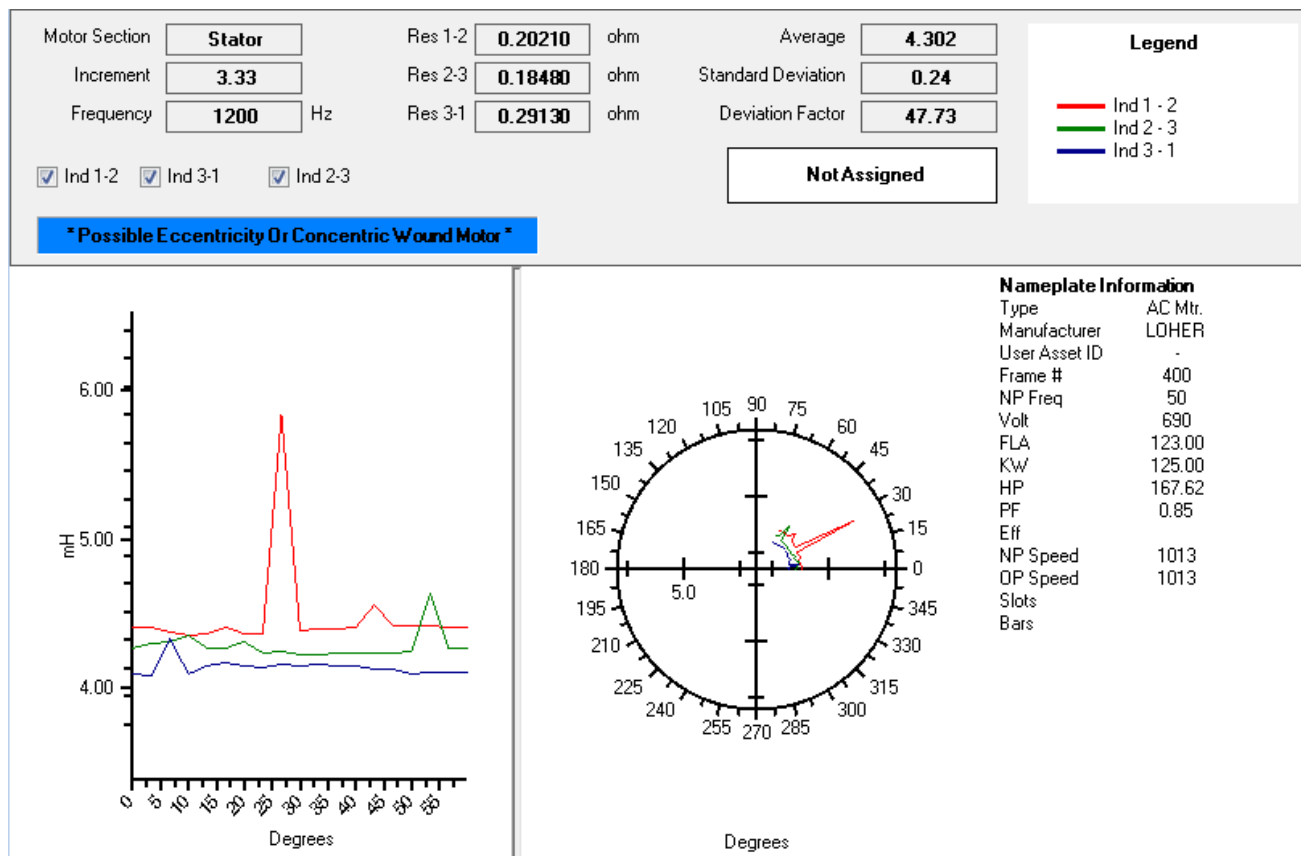 Motor Section Stator Res 1-2 0.20210 ohm Average 4.302 Legend
Increment 3.33 Res 2-3 0.18480 ohm Standard Deviation 0.24
Frequency 1200 Hz Res 3-1 0.29130 ohm Deviation Factor 47.73
Ind 1 - 2
Ind 2 - 3
Ind 3 - 1
Ind 1-2 Ind 3-1 Ind 2-3 Not Assigned
* Possible Eccentricity Or Concentric Wound Motor *
6.00
5.00
4.00
mH
0 5 10 15 20 25 30 35 40 45 50 55
Degrees
90
105 75
120 60
135 45
150 30
165 15
180 0
5.0
195 345
210 330
225 315
240 300
255 285
270
Degrees
Nameplate Information
Type AC Mtr.
Manufacturer LOHER
User Asset ID -
Frame # 400
NP Freq 50
Volt 690
FLA 123.00
KW 125.00
HP 167.62
PF 0.85
Eff
NP Speed 1013
OP Speed 1013
Slots
Bars